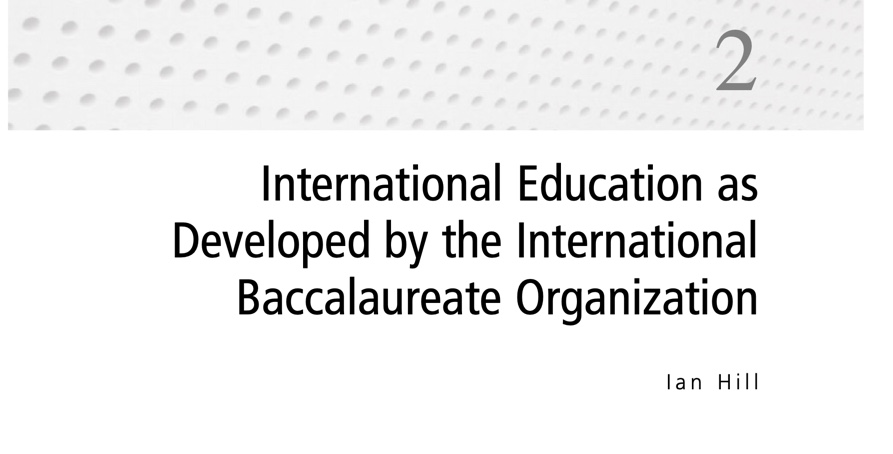 2
International Education as
Developed by the International
Baccalaureate Organization
Ian Hill